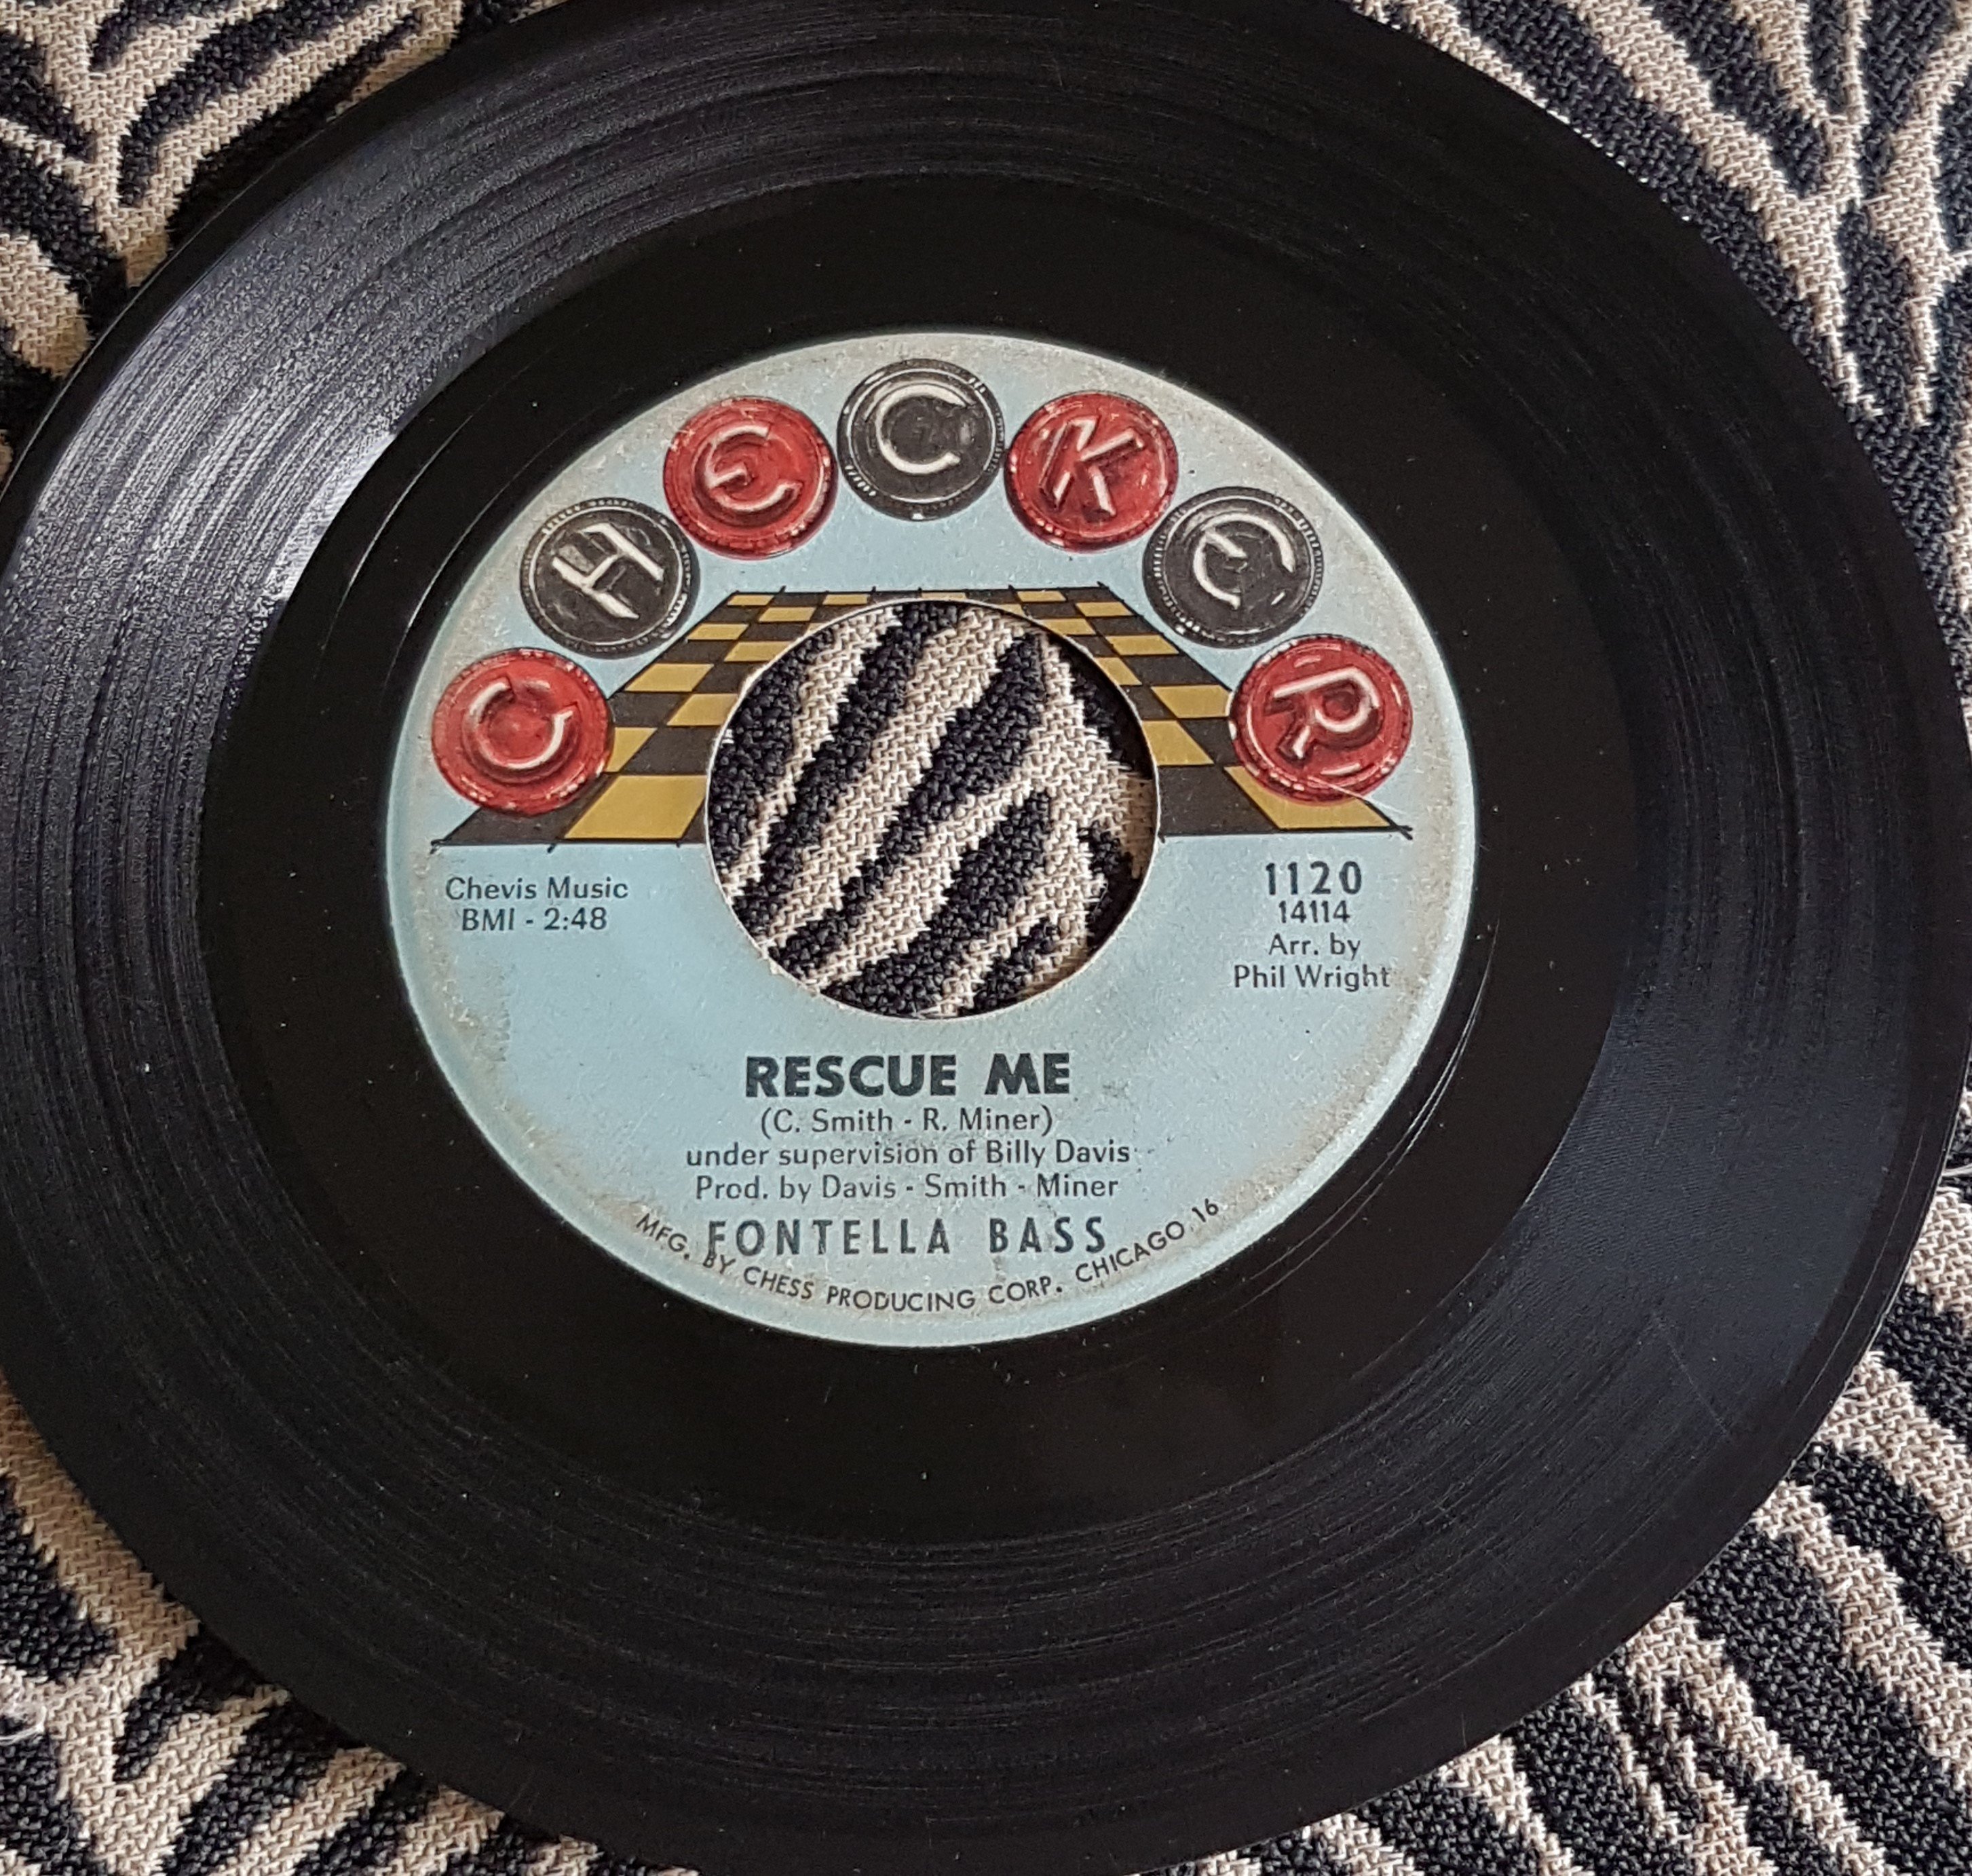 CHECKER
Chevis Music
BMI - 2:48
1120
14114
Arr. by
Phil Wright
RESCUE ME
(C. Smith - R. Miner)
under supervision of Billy Davis
Prod. by Davis - Smith - Miner
FONTELLA BASS
MFG. BY CHESS PRODUCING CORP. CHICAGO 16